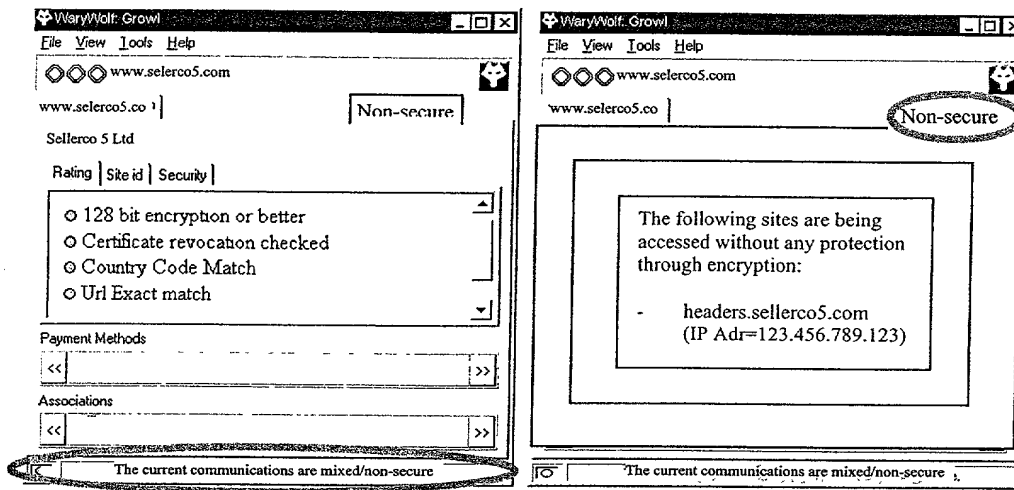 WaryWolf: Growl
File View Tools Help
www.selerco5.com
www.selerco5.co
Non-secure
Sellerco 5 Ltd
Rating Site id Security
128 bit encryption or better
Certificate revocation checked
Country Code Match
Url Exact match
Payment Methods
<< >>
Associations
<< >>
The current communications are mixed/non-secure
WaryWolf: Growl
File View Tools Help
www.selerco5.com
www.selerco5.co
Non-secure
The following sites are being
accessed without any protection
through encryption:
- headers.sellerco5.com
(IP Adr=123.456.789.123)
The current communications are mixed/non-secure